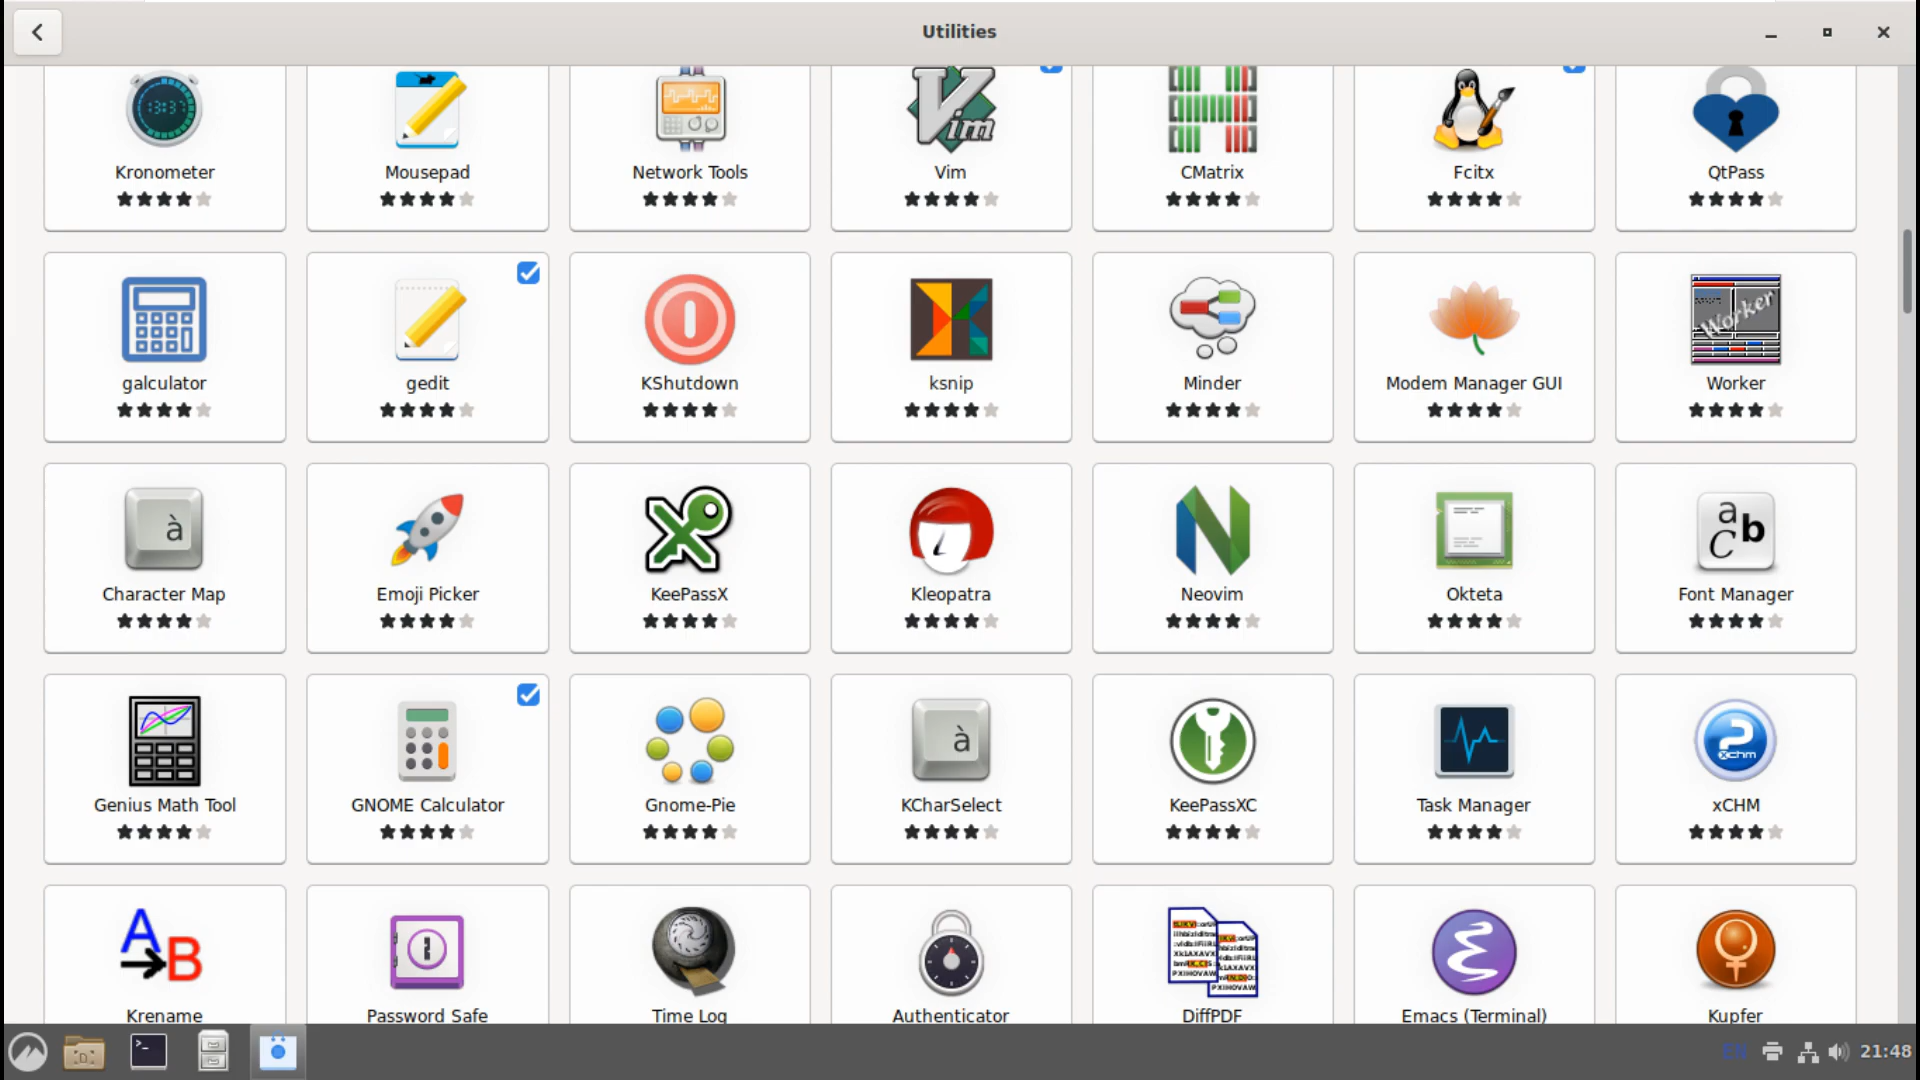 Utilities
Kronometer
Mousepad
Network Tools
Vim
CMatrix
Fcitx
QtPass
galculator
gedit
KShutdown
ksnip
Minder
Modem Manager GUI
Worker
Character Map
Emoji Picker
KeePassX
Kleopatra
Neovim
Okteta
Font Manager
Genius Math Tool
GNOME Calculator
Gnome-Pie
KCharSelect
KeePassXC
Task Manager
xCHM
Krename
Password Safe
Time Log
Authenticator
DiffPDF
Emacs (Terminal)
Kupfer
EN
21:48